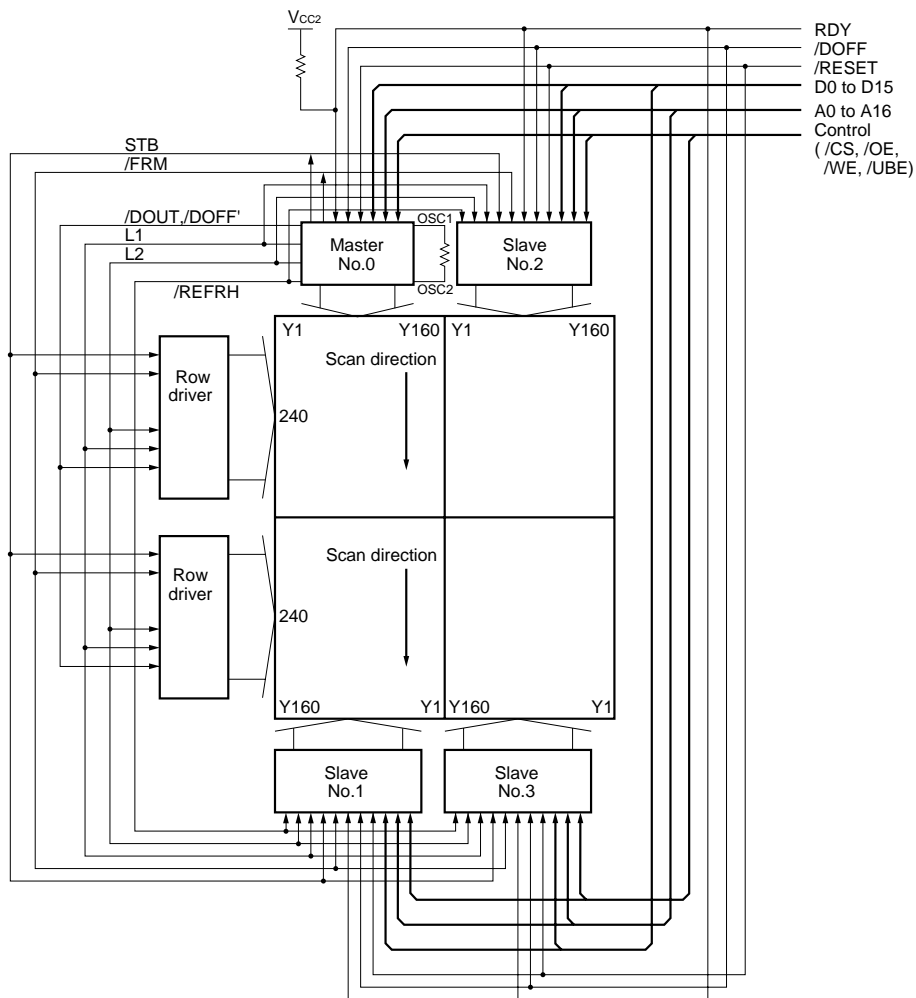 VCC2
RDY
/DOFF
/RESET
D0 to D15
A0 to A16
Control
( /CS, /OE,
/WE, /UBE)
STB
/FRM
/DOUT,/DOFF'
L1
L2
/REFRH
OSC1
OSC2
Master
No.0
Slave
No.2
Y1
Y160
Y1
Y160
Scan direction
Row
driver
240
Scan direction
Row
driver
240
Y160
Y1
Y160
Y1
Slave
No.1
Slave
No.3